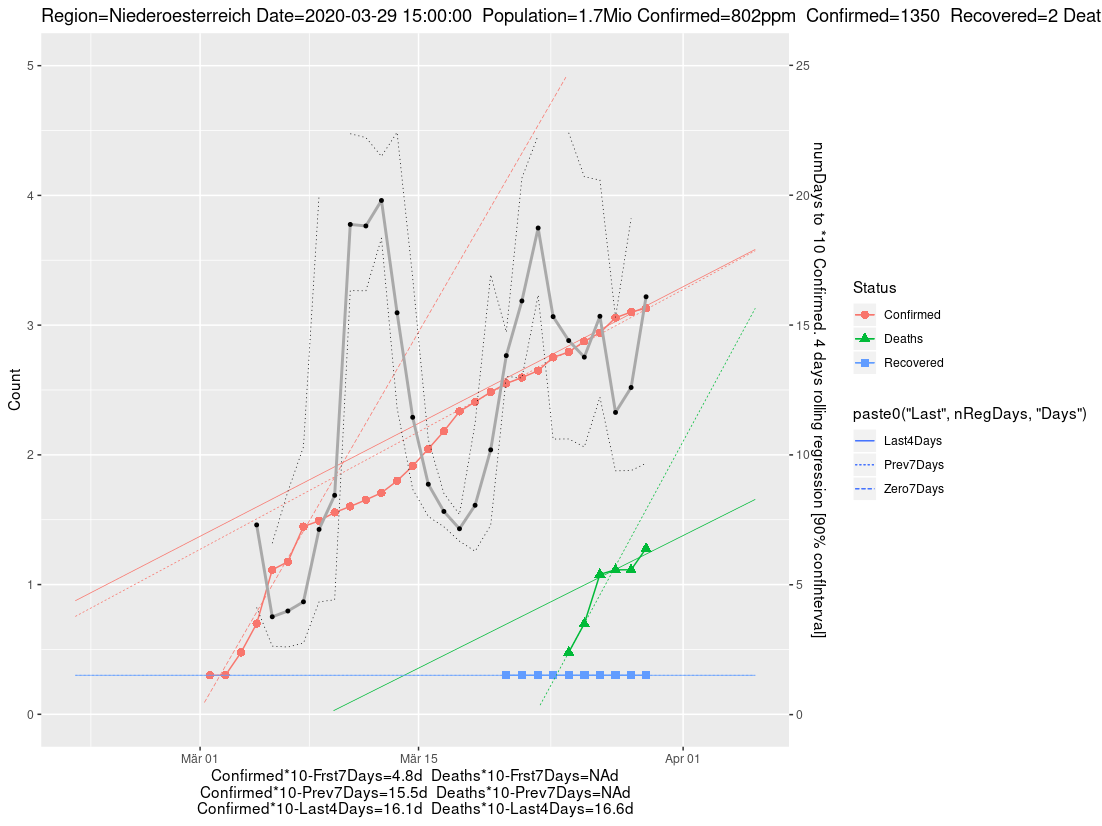 Region=Niederoesterreich Date=2020-03-29 15:00:00  Population=1.7Mio Confirmed=802ppm  Confirmed=1350  Recovered=2 Deat
Count
5
4
3
2
1
0
25
20
15
10
5
0
numDays to *10 Confirmed. 4 days rolling regression [90% confInterval]
Mär 01
Mär 15
Apr 01
Confirmed*10-Frst7Days=4.8d  Deaths*10-Frst7Days=NAd
Confirmed*10-Prev7Days=15.5d  Deaths*10-Prev7Days=NAd
Confirmed*10-Last4Days=16.1d  Deaths*10-Last4Days=16.6d
Status
Confirmed
Deaths
Recovered
paste0("Last", nRegDays, "Days")
Last4Days
Prev7Days
Zero7Days